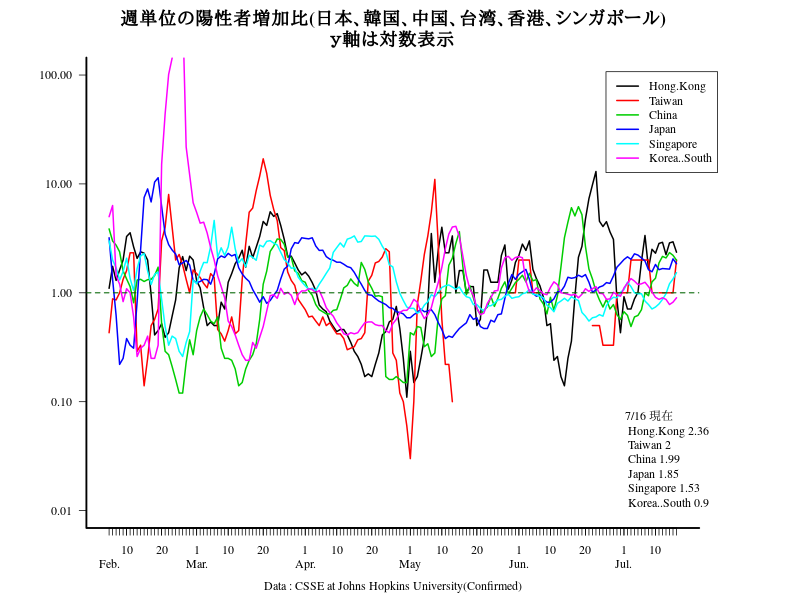 週単位の陽性者増加比(日本、韓国、中国、台湾、香港、シンガポール)
y軸は対数表示
100.00
10.00
1.00
0.10
0.01
Hong.Kong
Taiwan
China
Japan
Singapore
Korea..South
7/16 現在
Hong.Kong 2.36
Taiwan 2
China 1.99
Japan 1.85
Singapore 1.53
Korea..South 0.9
10 20 1 10 20 1 10 20 1 10 20 1 10 20 1 10
Feb. Mar. Apr. May Jun. Jul.
Data : CSSE at Johns Hopkins University(Confirmed)